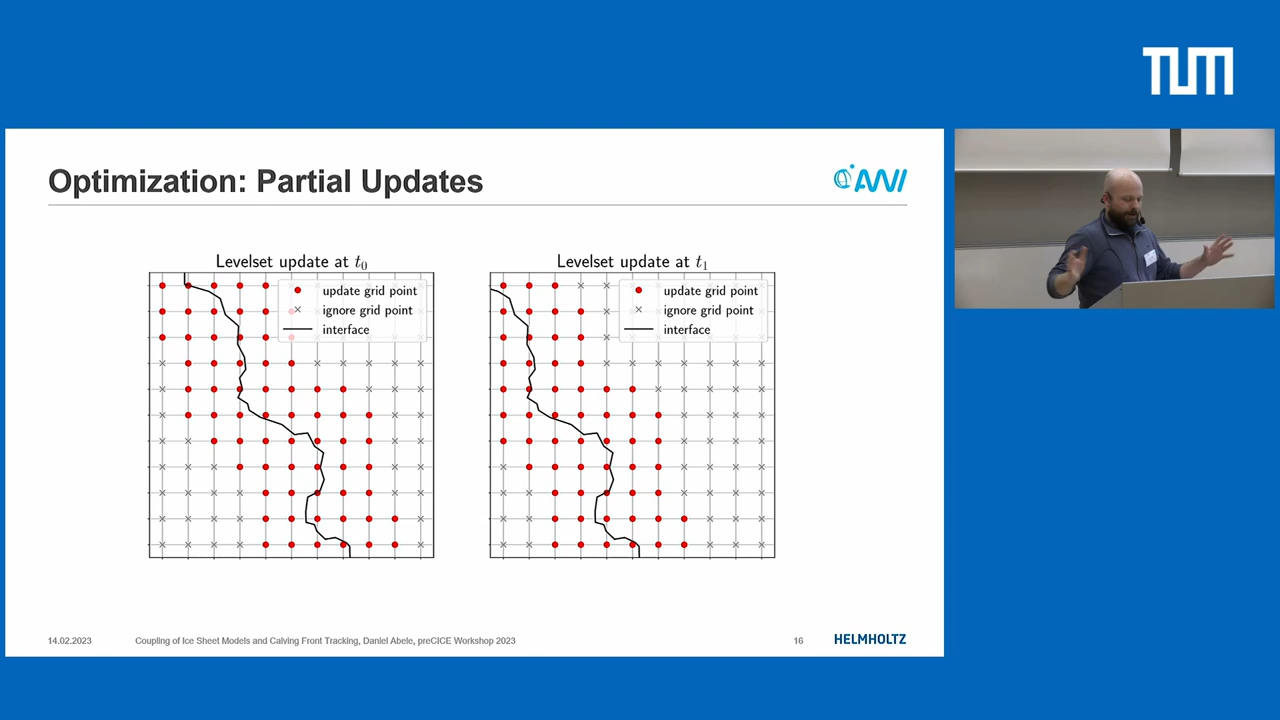 TUM
Optimization: Partial Updates
AWI
Levelset update at t0
update grid point
ignore grid point
interface
Levelset update at t1
update grid point
ignore grid point
interface
14.02.2023
Coupling of Ice Sheet Models and Calving Front Tracking, Daniel Abele, preCICE Workshop 2023
16
HELMHOLTZ